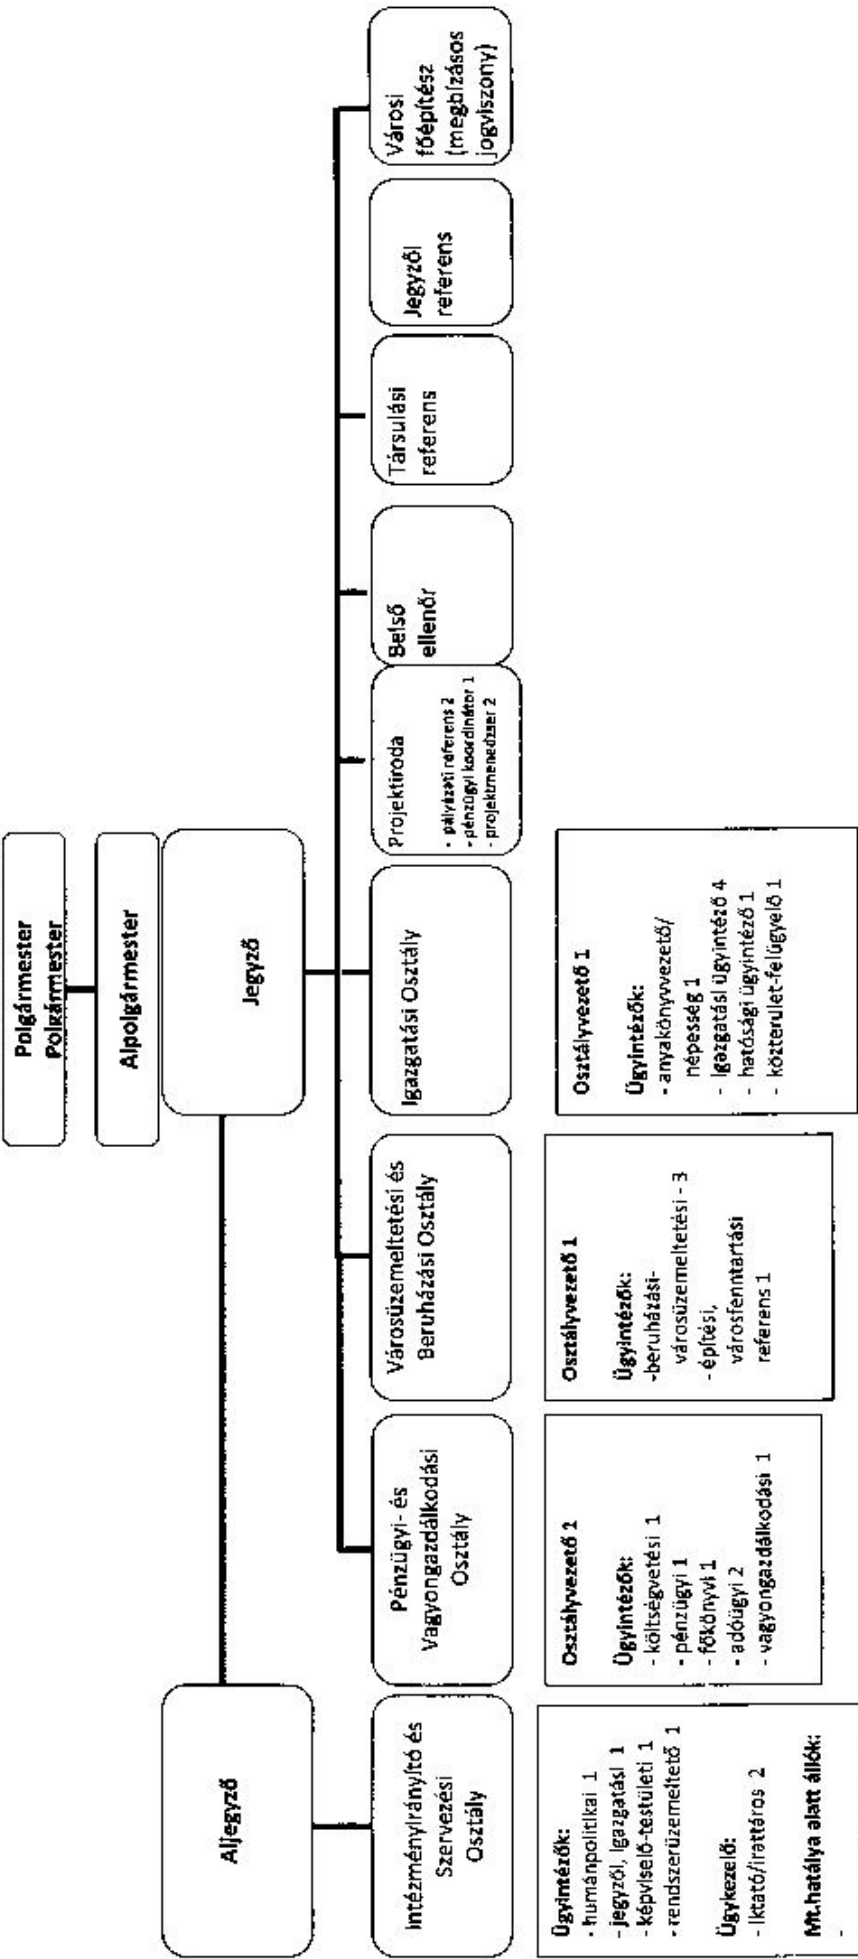 Polgármester
Polgármester
Alpolgármester
Jegyző
Aljegyző
Intézményirányító és
Szervezési
Osztály
Pénzügyi- és
Vagyongazdálkodási
Osztály
Városüzemeltetési és
Beruházási Osztály
Igazgatási Osztály
Projektiroda
- pályázati referens 2
- pénzügyi koordinátor 1
- projektmenedzser 2
Belső
ellenőr
Társulási
referens
Jegyzői
referens
Városi
főépítész
(megbízásos
jogviszony)
Ügyintézők:
- humánpolitikai 1
- jegyzői, igazgatási 1
- képviselő-testületi 1
- rendszerüzemeltető 1
Ügykezelő:
- iktató/irattáros 2
Mt.hatálya alatt állók:
-
Osztályvezető 1
Ügyintézők:
- költségvetési 1
- pénzügyi 1
- főkönyvi 1
- adóügyi 2
- vagyongazdálkodási 1
Osztályvezető 1
Ügyintézők:
-beruházási-
városüzemeltetési - 3
- építési,
városfenntartási
referens 1
Osztályvezető 1
Ügyintézők:
- anyakönyvvezető/
népesség 1
- Igazgatási ügyintéző 4
- hatósági ügyintéző 1
- közterület-felügyelő 1